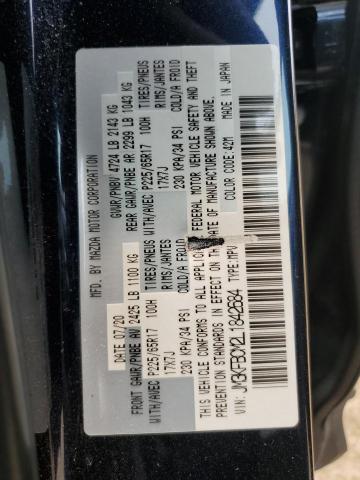 MFD. BY MAZDA MOTOR CORPORATION
DATE: 07/20 GVWR/PNBV 4724 LB 2143 KG
FRONT GAWR/PNBE AV 2425 LB 1100 KG REAR GAWR/PNBE AR 2299 LB 1043 KG
WITH/AVEC P225/65R17 100H TIRES/PNEUS WITH/AVEC P225/65R17 100H TIRES/PNEUS
17X7J RIMS/JANTES 17X7J RIMS/JANTES
230 KPA/34 PSI COLD/A FROID 230 KPA/34 PSI COLD/A FROID
THIS VEHICLE CONFORMS TO ALL APPLICABLE FEDERAL MOTOR VEHICLE SAFETY AND THEFT
PREVENTION STANDARDS IN EFFECT ON THE DATE OF MANUFACTURE SHOWN ABOVE.
VIN: TYPE:MPV COLOR CODE:42M MADE IN JAPAN